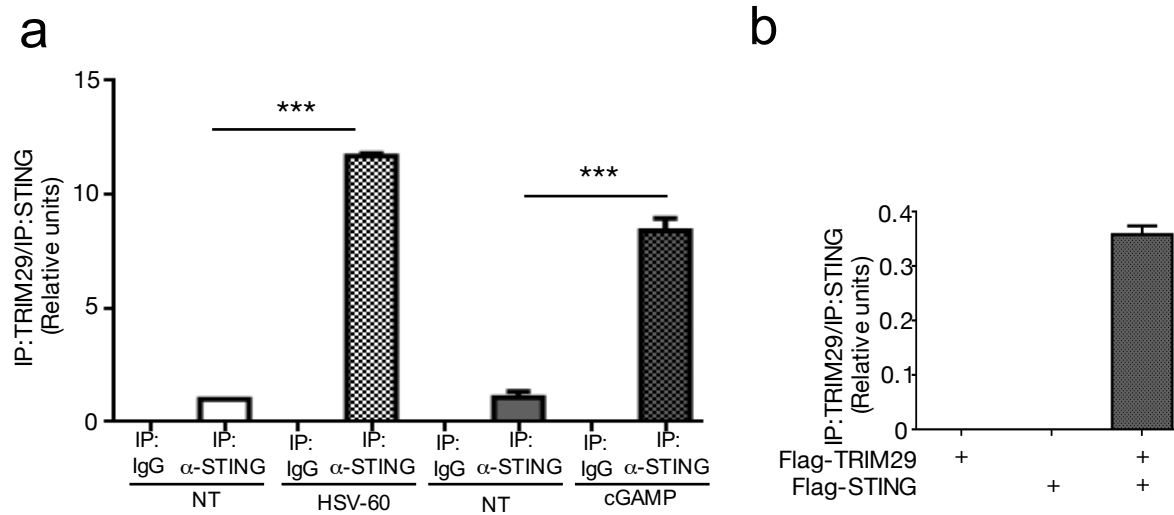 a
IP:TRIM29/IP:STING
(Relative units)
15
10
5
0
***
***
IP: IP: IP: IP: IP: IP: IP: IP:
IgG α-STING IgG α-STING IgG α-STING IgG α-STING
NT HSV-60 NT cGAMP
b
IP:TRIM29/IP:STING
(Relative units)
0.4
0.3
0.2
0.1
0
Flag-TRIM29 + +
Flag-STING + +